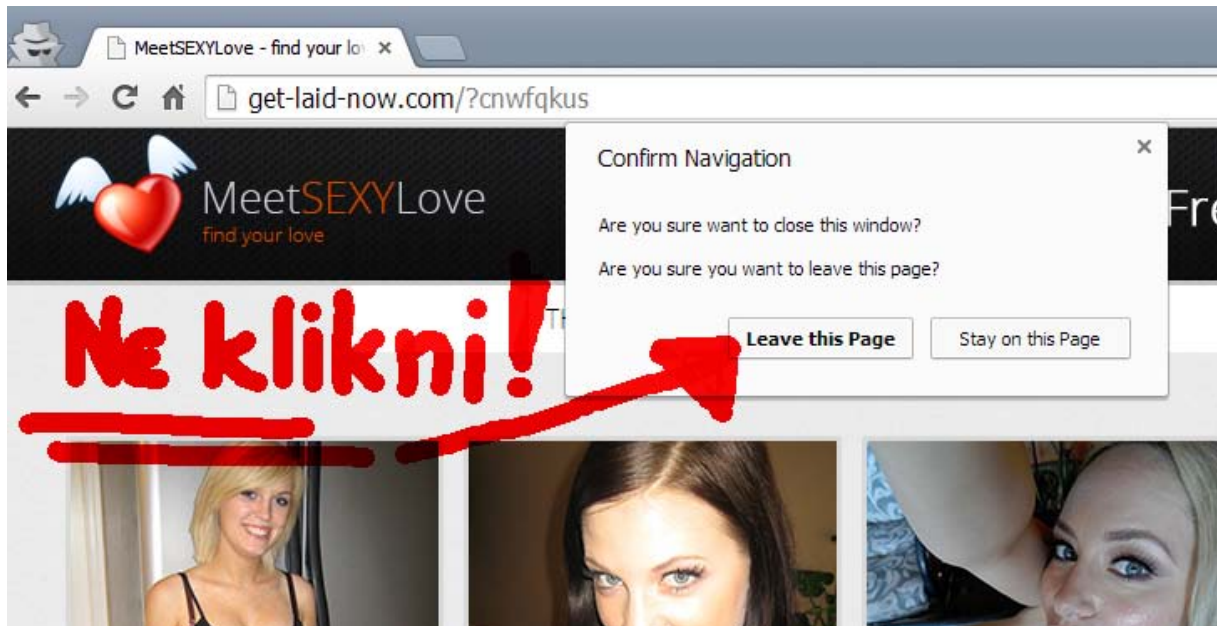 MeetSEXYLove - find your lo
get-laid-now.com/?cnwfqkus
MeetSEXYLove
find your love
Fre
Confirm Navigation
Are you sure want to close this window?
Are you sure you want to leave this page?
Leave this Page
Stay on this Page
Ne klikni!